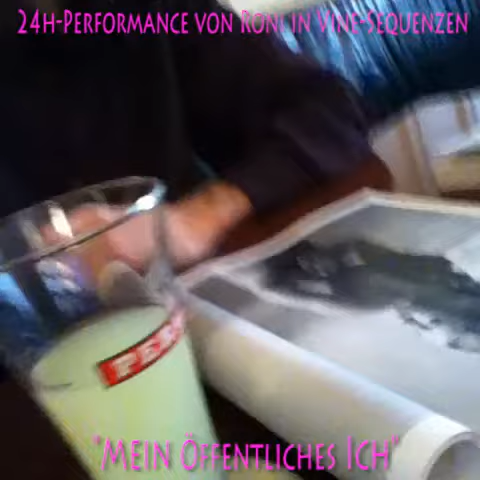 24h-Performance von Roni in Vine-Sequenzen
"Mein Öffentliches Ich"